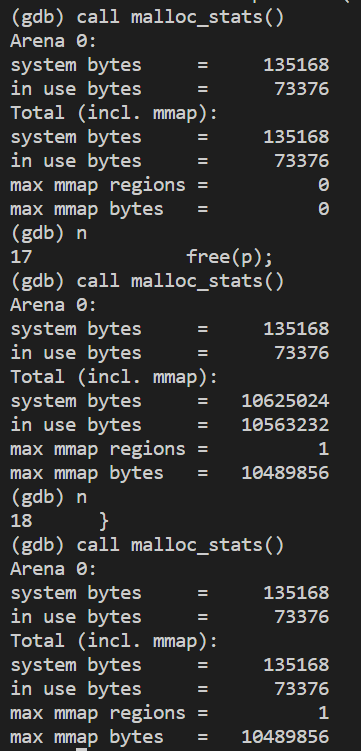 (gdb) call malloc_stats()
Arena 0:
system bytes     =     135168
in use bytes     =      73376
Total (incl. mmap):
system bytes     =     135168
in use bytes     =      73376
max mmap regions =          0
max mmap bytes   =          0
(gdb) n
17              free(p);
(gdb) call malloc_stats()
Arena 0:
system bytes     =     135168
in use bytes     =      73376
Total (incl. mmap):
system bytes     =   10625024
in use bytes     =   10563232
max mmap regions =          1
max mmap bytes   =   10489856
(gdb) n
18      }
(gdb) call malloc_stats()
Arena 0:
system bytes     =     135168
in use bytes     =      73376
Total (incl. mmap):
system bytes     =     135168
in use bytes     =      73376
max mmap regions =          1
max mmap bytes   =   10489856